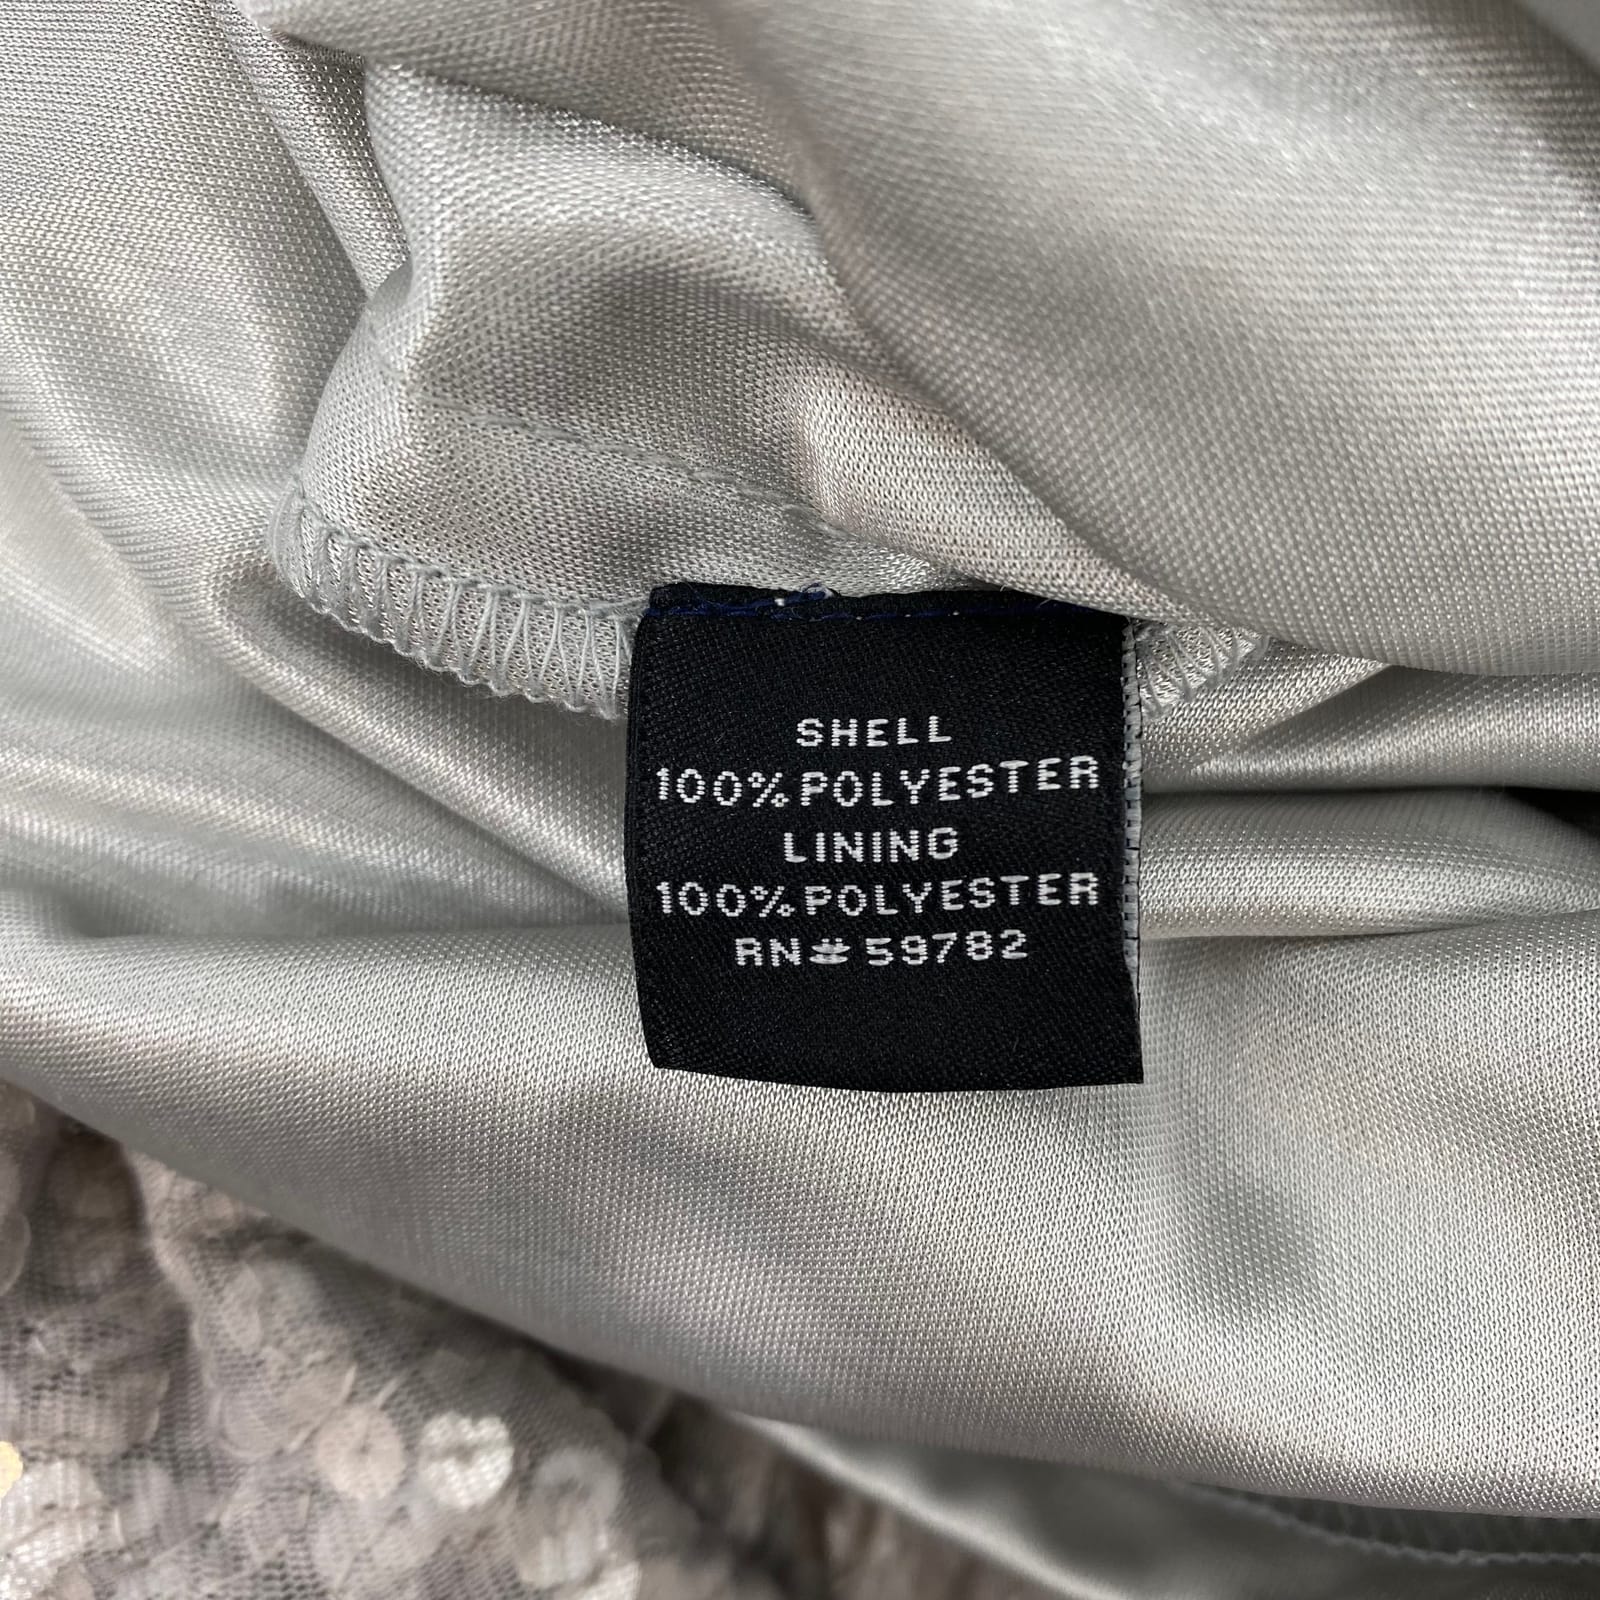 SHELL
100% POLYESTER
LINING
100% POLYESTER
RN# 59782